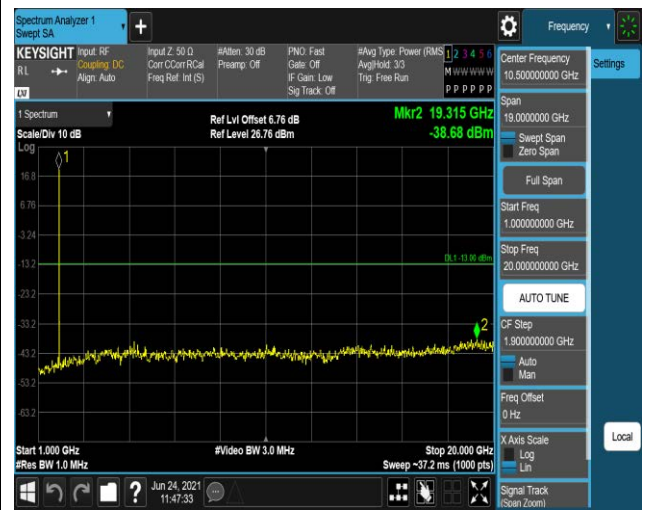 Spectrum Analyzer 1
Swept SA
+
Frequency
KEYSIGHT
RL
LXI
Input: RF
Coupling: DC
Align: Auto
Input Z: 50 Ω
Corr CCorr RCal
Freq Ref: Int (S)
#Atten: 30 dB
Preamp: Off
PNO: Fast
Gate: Off
IF Gain: Low
Sig Track: Off
#Avg Type: Power (RMS
Avg|Hold: 3/3
Trig: Free Run
1 2 3 4 5 6
M W W W W W
P P P P P P
1 Spectrum
Scale/Div 10 dB
Log
Ref Lvl Offset 6.76 dB
Ref Level 26.76 dBm
Mkr2 19.315 GHz
-38.68 dBm
1
16.8
6.76
-3.24
-13.2
-23.2
-33.2
-43.2
-53.2
-63.2
DL1 -13.00 dBm
2
Start 1.000 GHz
#Res BW 1.0 MHz
#Video BW 3.0 MHz
Stop 20.000 GHz
Sweep ~37.2 ms (1000 pts)
Center Frequency
10.500000000 GHz
Settings
Span
19.0000000 GHz
Swept Span
Zero Span
Full Span
Start Freq
1.000000000 GHz
Stop Freq
20.000000000 GHz
AUTO TUNE
CF Step
1.900000000 GHz
Auto
Man
Freq Offset
0 Hz
X Axis Scale
Log
Lin
Local
Signal Track
(Span Zoom)
?
Jun 24, 2021
11:47:33